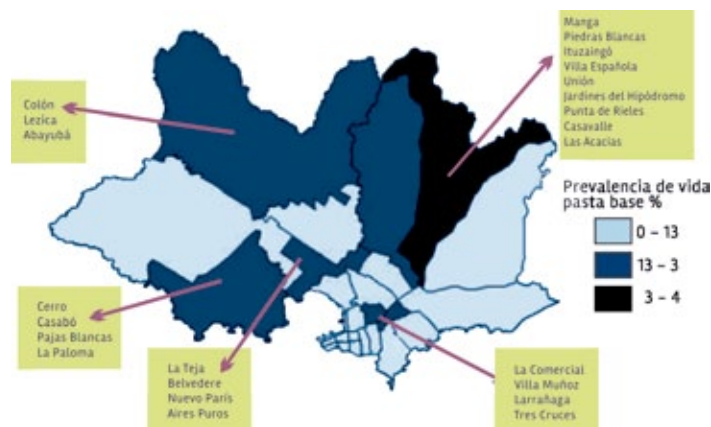 Manga
Piedras Blancas
Ituzaingó
Villa Española
Unión
Jardines del Hipódromo
Punta de Rieles
Casavalle
Las Acacias
Colón
Lezica
Abayubá
Prevalencia de vida
pasta base %
0 – 13
13 – 3
3 – 4
Cerro
Casabó
Pajas Blancas
La Paloma
La Teja
Belvedere
Nuevo París
Aires Puros
La Comercial
Villa Muñoz
Larrañaga
Tres Cruces